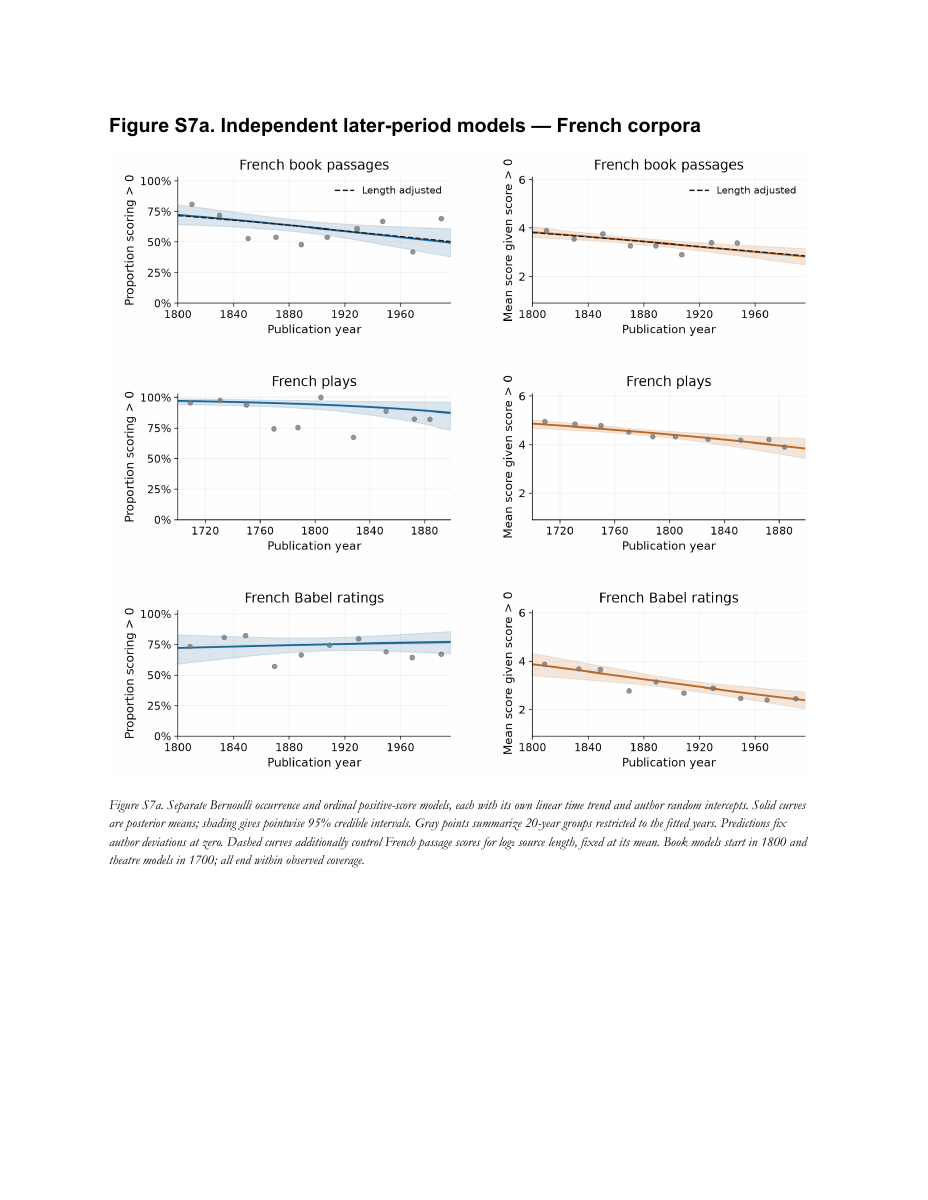 Figure S7a. Independent later-period models — French corpora
French book passages
Proportion scoring > 0
100%
75%
50%
25%
0%
Length adjusted
1800 1840 1880 1920 1960
Publication year
French book passages
Mean score given score > 0
6
4
2
Length adjusted
1800 1840 1880 1920 1960
Publication year
French plays
Proportion scoring > 0
100%
75%
50%
25%
0%
1720 1760 1800 1840 1880
Publication year
French plays
Mean score given score > 0
6
4
2
1720 1760 1800 1840 1880
Publication year
French Babel ratings
Proportion scoring > 0
100%
75%
50%
25%
0%
1800 1840 1880 1920 1960
Publication year
French Babel ratings
Mean score given score > 0
6
4
2
1800 1840 1880 1920 1960
Publication year
Figure S7a. Separate Bernoulli occurrence and ordinal positive-score models, each with its own linear time trend and author random intercepts. Solid curves
are posterior means; shading gives pointwise 95% credible intervals. Gray points summarize 20-year groups restricted to the fitted years. Predictions fix
author deviations at zero. Dashed curves additionally control French passage scores for log₂ source length, fixed at its mean. Book models start in 1800 and
theatre models in 1700; all end within observed coverage.